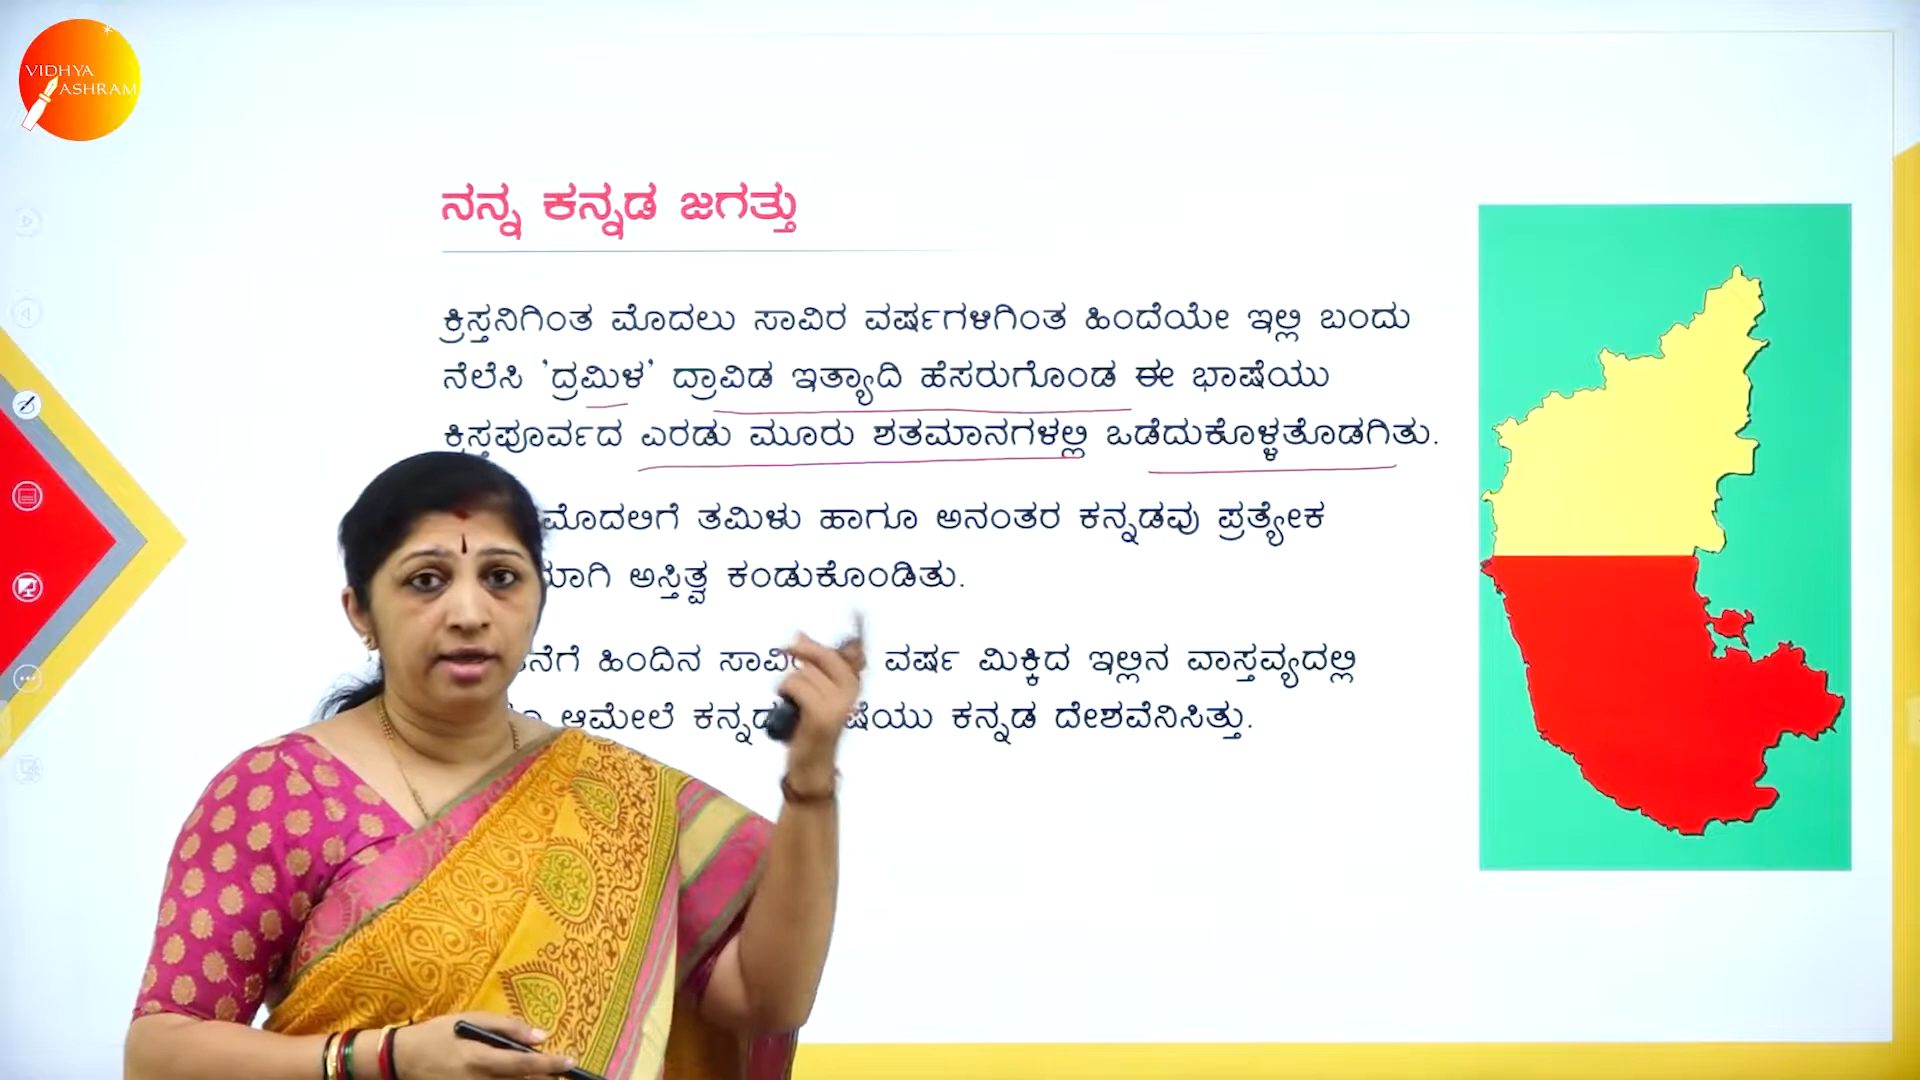 VIDHYA
ASHRAM
ನನ್ನ ಕನ್ನಡ ಜಗತ್ತು
ಕ್ರಿಸ್ತನಿಗಿಂತ ಮೊದಲು ಸಾವಿರ ವರ್ಷಗಳಿಗಿಂತ ಹಿಂದೆಯೇ ಇಲ್ಲಿ ಬಂದು
ನೆಲೆಸಿ 'ದ್ರಮಿಳ' ದ್ರಾವಿಡ ಇತ್ಯಾದಿ ಹೆಸರುಗೊಂಡ ಈ ಭಾಷೆಯು
ಕ್ರಿಸ್ತಪೂರ್ವದ ಎರಡು ಮೂರು ಶತಮಾನಗಳಲ್ಲಿ ಒಡೆದುಕೊಳ್ಳತೊಡಗಿತು.
ಮೊದಲಿಗೆ ತಮಿಳು ಹಾಗೂ ಅನಂತರ ಕನ್ನಡವು ಪ್ರತ್ಯೇಕ
ಅಸ್ತಿತ್ವ ಕಂಡುಕೊಂಡಿತು.
ಹಿಂದಿನ ವರ್ಷ ಮಿಕ್ಕಿದ ಇಲ್ಲಿನ ವಾಸ್ತವ್ಯದಲ್ಲಿ
ಆಮೇಲೆ ಕನ್ನಡ ದೇಶವೆನಿಸಿತ್ತು.